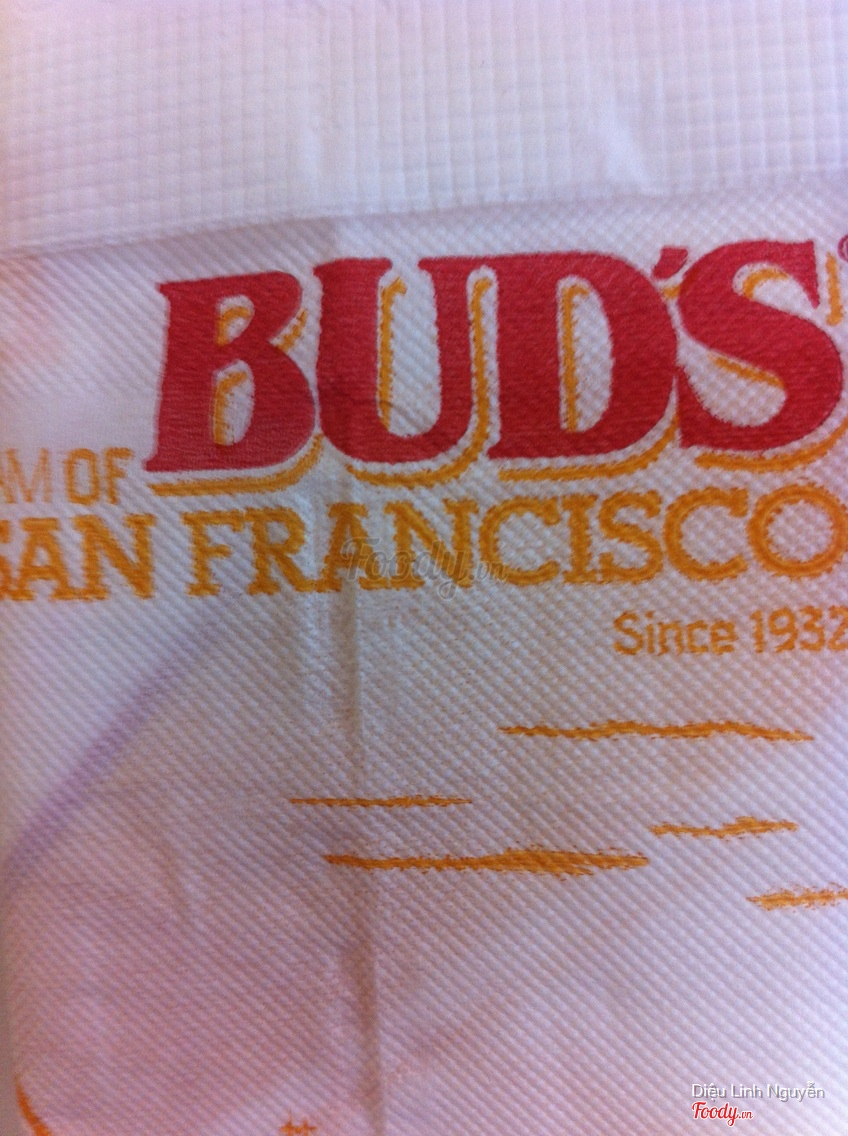 BUD'S®
AM OF
SAN FRANCISCO
Since 1932
Foody.vn
Diệu Linh Nguyễn
Foody.vn